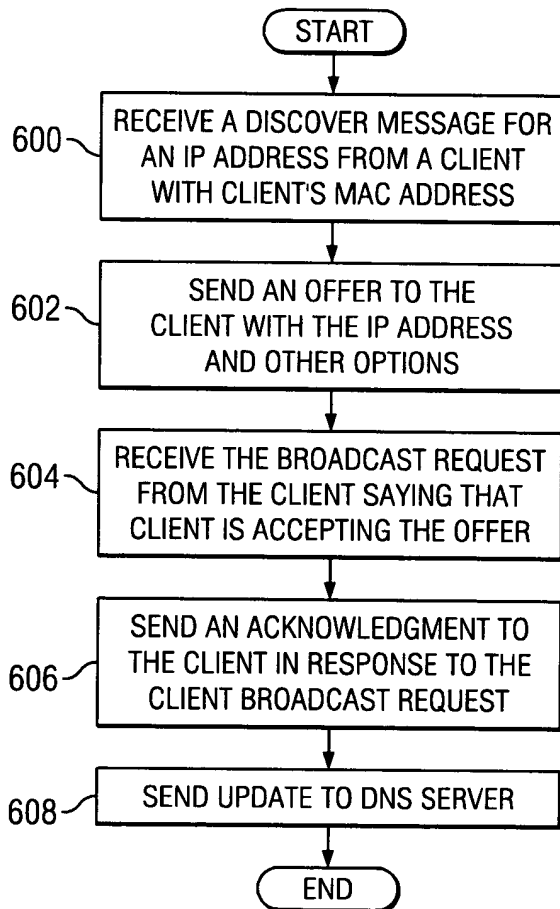 START
600
RECEIVE A DISCOVER MESSAGE FOR
AN IP ADDRESS FROM A CLIENT
WITH CLIENT'S MAC ADDRESS
602
SEND AN OFFER TO THE
CLIENT WITH THE IP ADDRESS
AND OTHER OPTIONS
604
RECEIVE THE BROADCAST REQUEST
FROM THE CLIENT SAYING THAT
CLIENT IS ACCEPTING THE OFFER
606
SEND AN ACKNOWLEDGMENT TO
THE CLIENT IN RESPONSE TO THE
CLIENT BROADCAST REQUEST
608
SEND UPDATE TO DNS SERVER
END